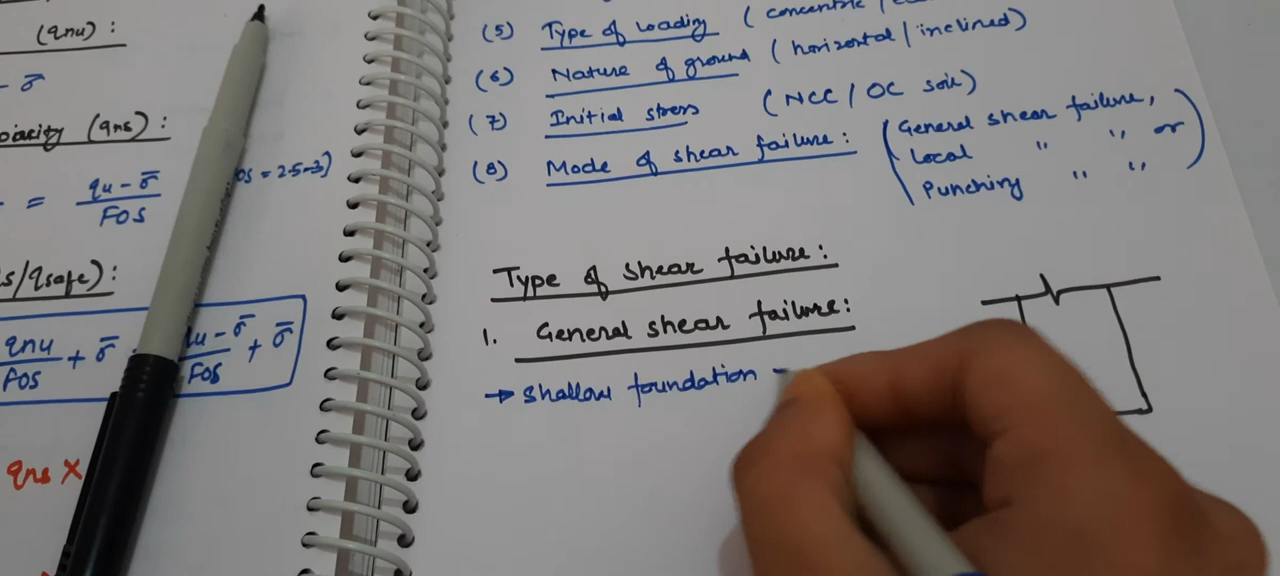 (qnu) :
- σ̄
(qns) :
= qu - σ̄ / FOS
os = 2.5-3)
s/qsafe) :
qnu / FOS + σ̄ qu - σ̄ / FOS + σ̄
qns ×
(5) Type of loading ( concentric /
(6) Nature of ground ( horizontal / inclined)
(7) Initial stress ( NCC / OC soil)
(8) Mode of shear failure : (General shear failure,
Local " " or
Punching " ")
Type of shear failure :
1. General shear failure :
→ Shallow foundation